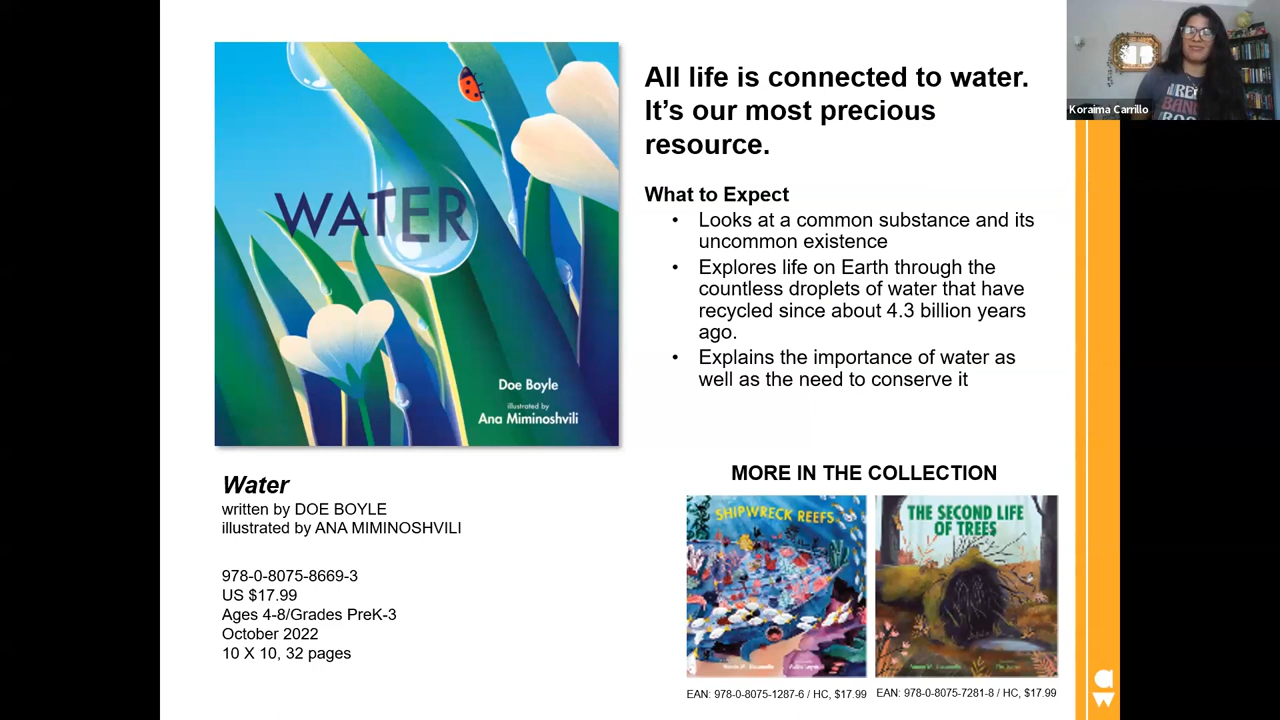 WATER
Doe Boyle
illustrated by
Ana Miminoshvili
All life is connected to water.
It's our most precious
resource.
Koraima Carrillo
What to Expect
• Looks at a common substance and its
uncommon existence
• Explores life on Earth through the
countless droplets of water that have
recycled since about 4.3 billion years
ago.
• Explains the importance of water as
well as the need to conserve it
Water
written by DOE BOYLE
illustrated by ANA MIMINOSHVILI
978-0-8075-8669-3
US $17.99
Ages 4-8/Grades PreK-3
October 2022
10 X 10, 32 pages
MORE IN THE COLLECTION
SHIPWRECK REEFS
THE SECOND LIFE
OF TREES
EAN: 978-0-8075-1287-6 / HC, $17.99
EAN: 978-0-8075-7281-8 / HC, $17.99
aw